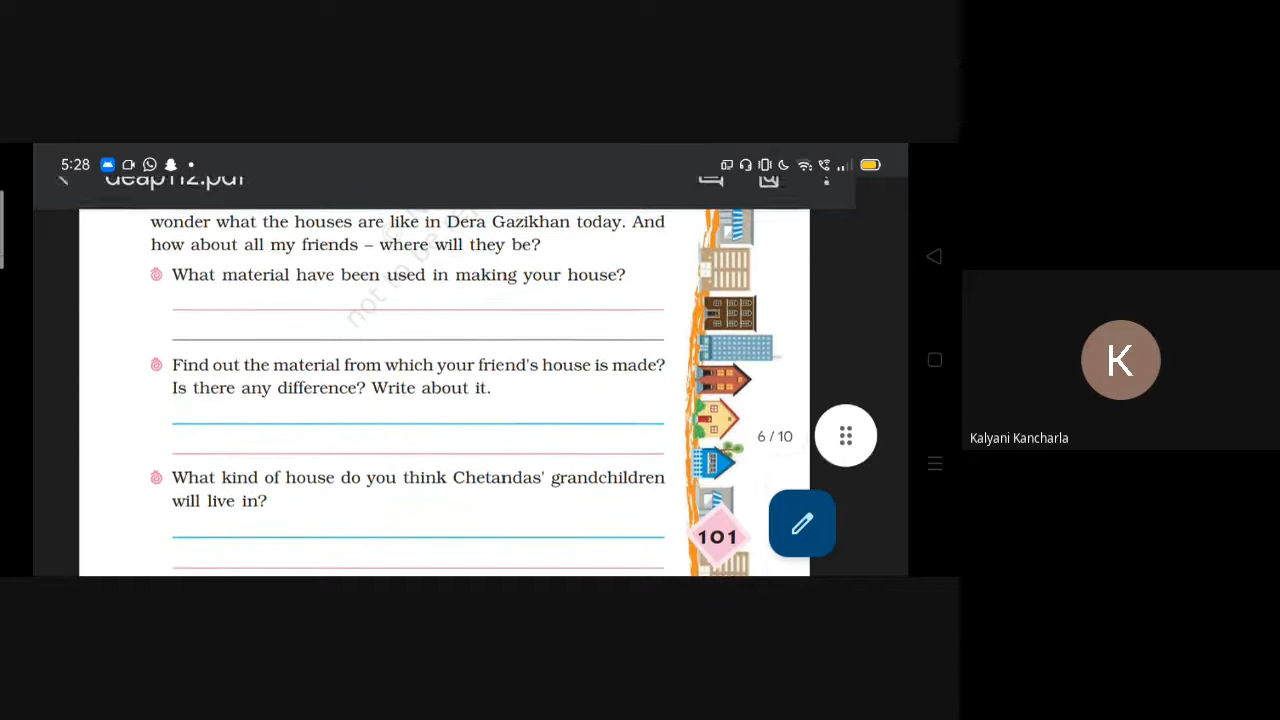 5:28
deap112.pdf
wonder what the houses are like in Dera Gazikhan today. And
how about all my friends – where will they be?
What material have been used in making your house?
Find out the material from which your friend's house is made?
Is there any difference? Write about it.
What kind of house do you think Chetandas' grandchildren
will live in?
not to be
101
6 / 10
K
Kalyani Kancharla